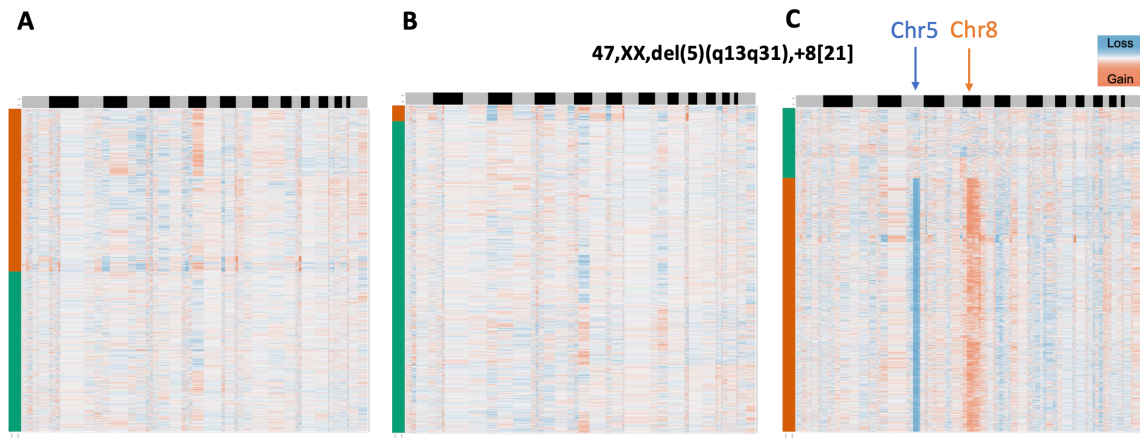 A
B
C
Chr5 Chr8
47,XX,del(5)(q13q31),+8[21]
Loss
Gain